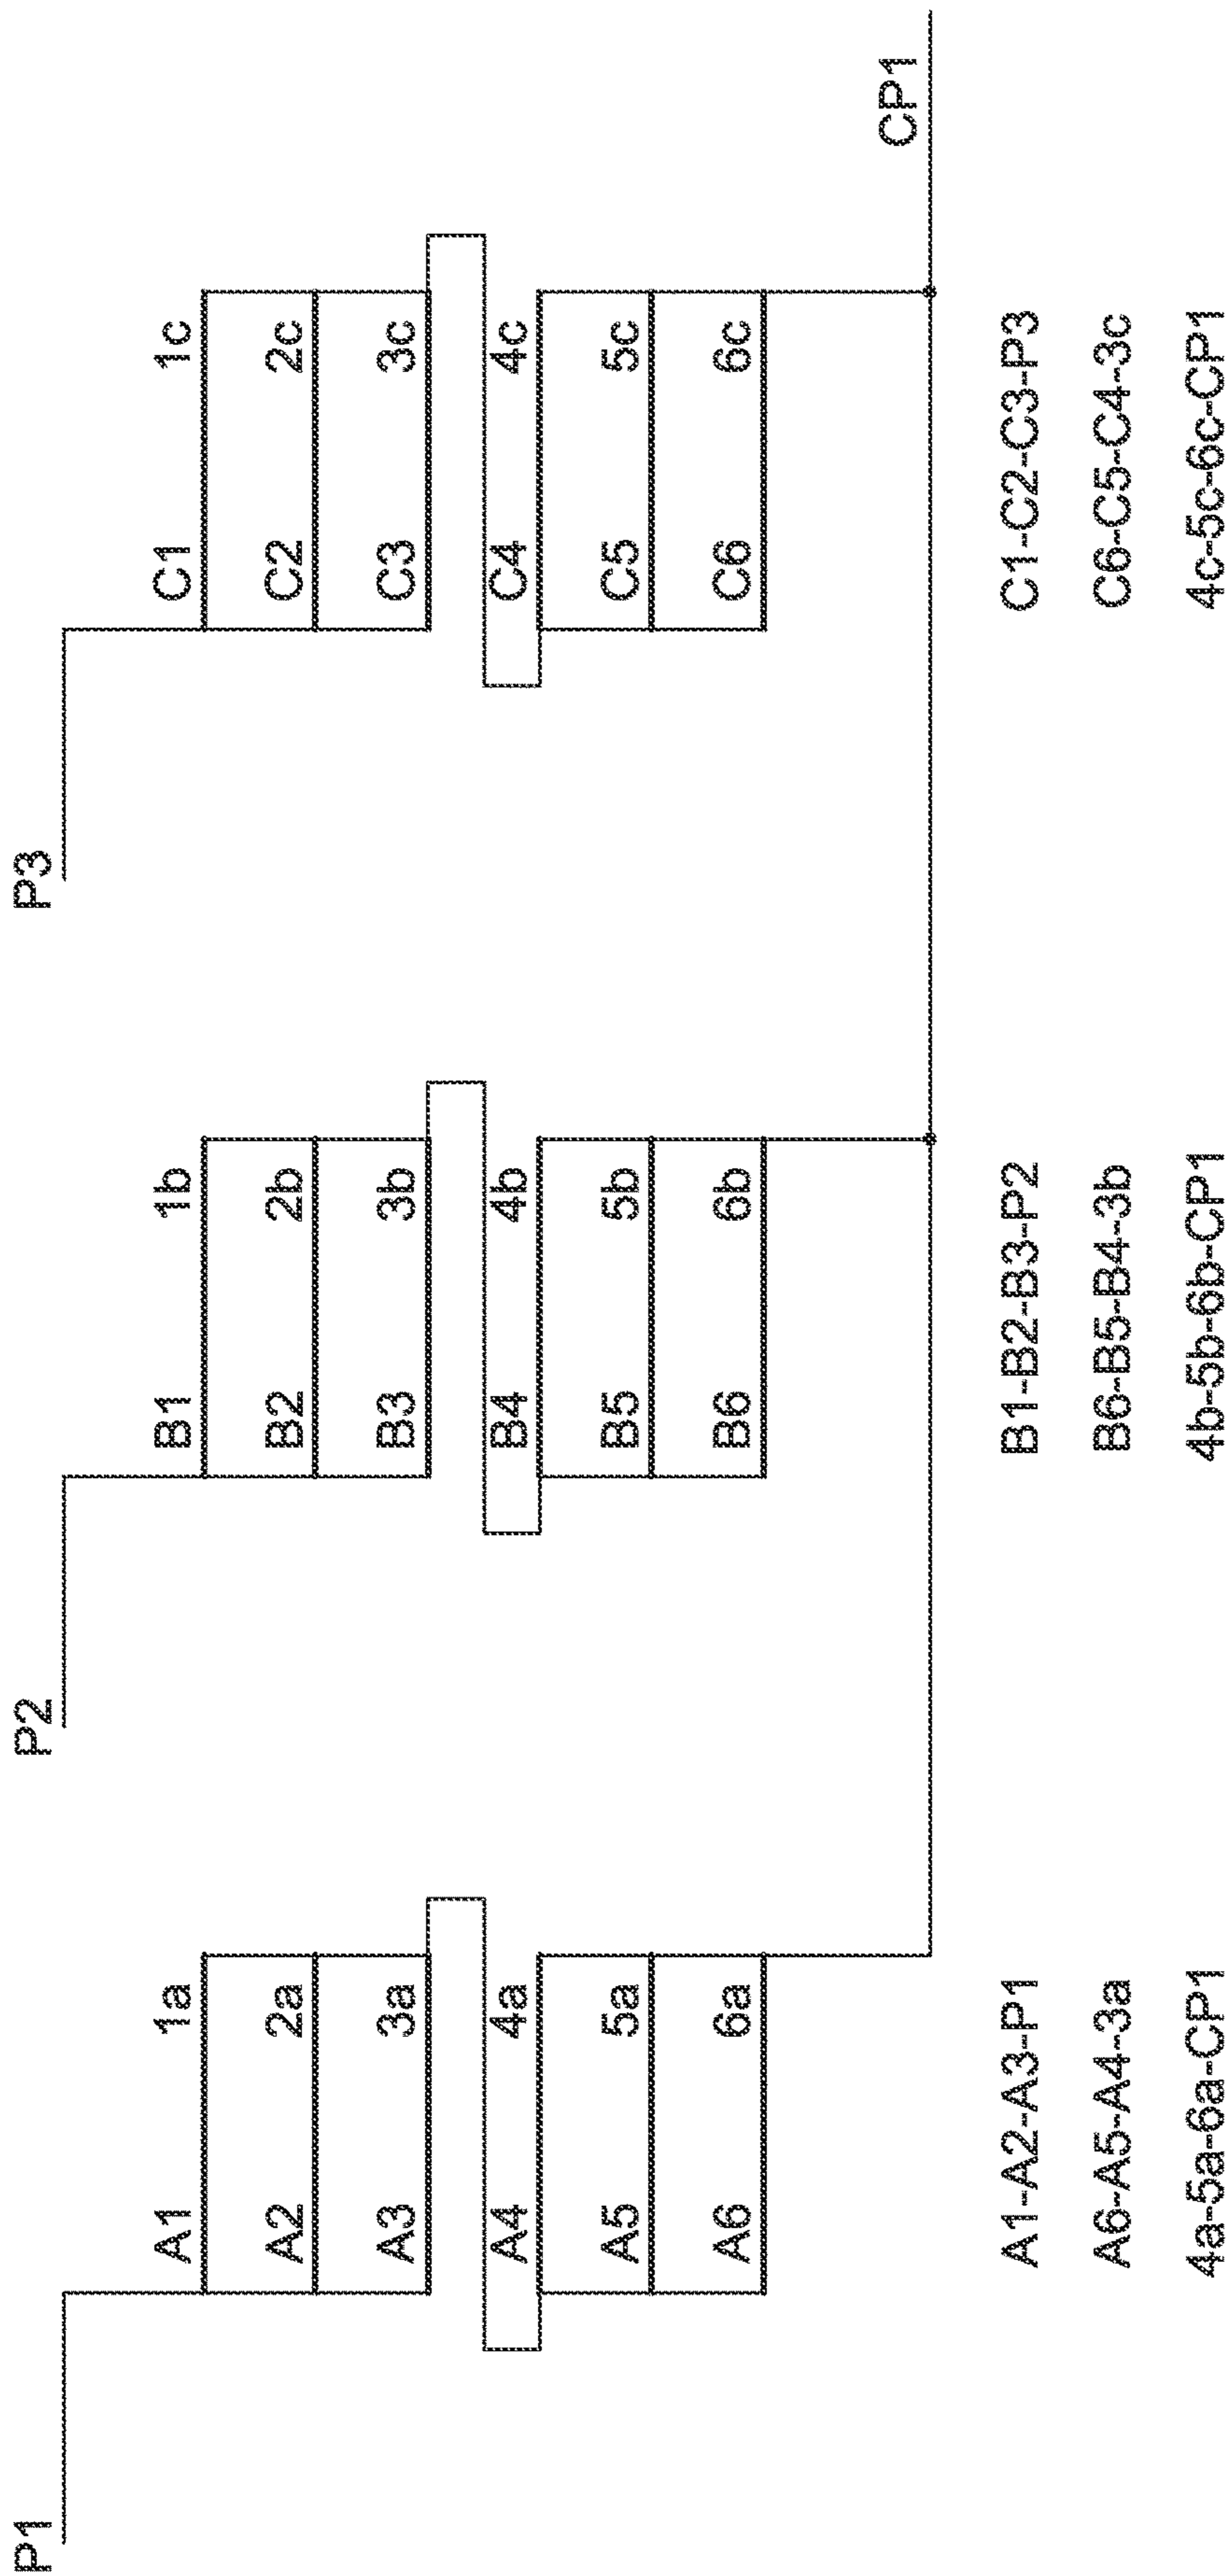 P1 P2 P3
A1 1a B1 1b C1 1c
A2 2a B2 2b C2 2c
A3 3a B3 3b C3 3c
A4 4a B4 4b C4 4c
A5 5a B5 5b C5 5c
A6 6a B6 6b C6 6c
CP1
A1-A2-A3-P1 B1-B2-B3-P2 C1-C2-C3-P3
A6-A5-A4-3a B6-B5-B4-3b C6-C5-C4-3c
4a-5a-6a-CP1 4b-5b-6b-CP1 4c-5c-6c-CP1